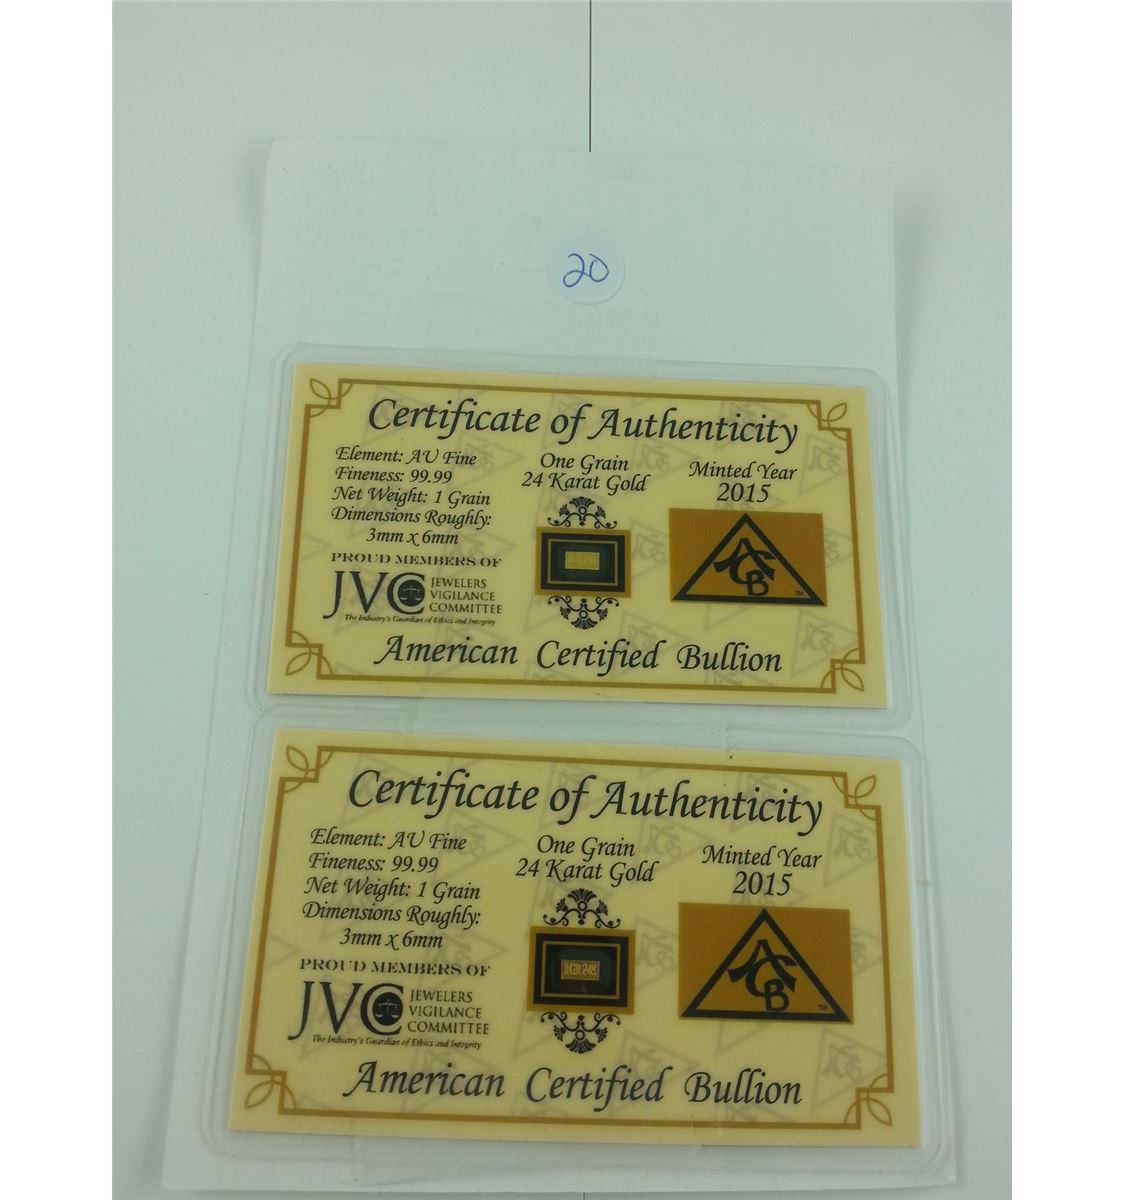 20
Certificate of Authenticity
Element: AU Fine
Fineness: 99.99
Net Weight: 1 Grain
Dimensions Roughly:
3mm x 6mm
PROUD MEMBERS OF
JVC JEWELERS
VIGILANCE
COMMITTEE
The Industry's Guardian of Ethics and Integrity
One Grain
24 Karat Gold
Minted Year
2015
ACB
TM
American Certified Bullion
Certificate of Authenticity
Element: AU Fine
Fineness: 99.99
Net Weight: 1 Grain
Dimensions Roughly:
3mm x 6mm
PROUD MEMBERS OF
JVC JEWELERS
VIGILANCE
COMMITTEE
The Industry's Guardian of Ethics and Integrity
One Grain
24 Karat Gold
1GR 24K
Minted Year
2015
ACB
TM
American Certified Bullion